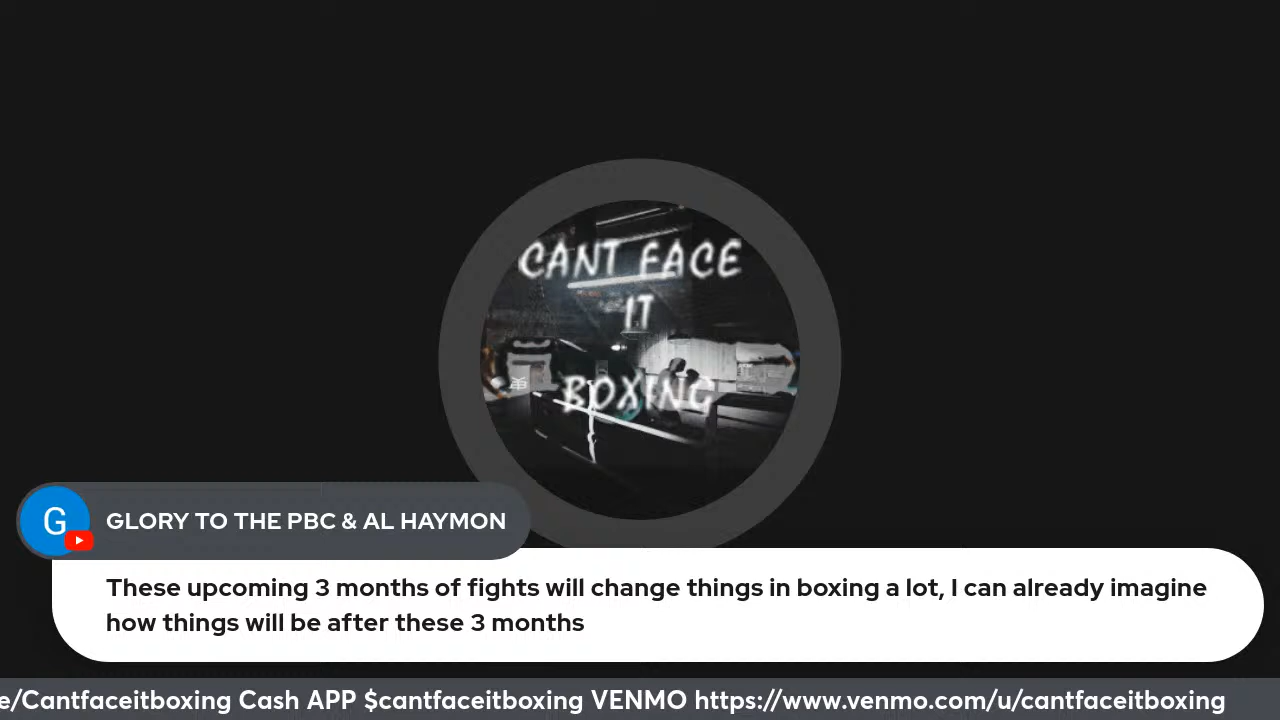 CANT FACE
IT
BOXING
GLORY TO THE PBC & AL HAYMON
These upcoming 3 months of fights will change things in boxing a lot, I can already imagine
how things will be after these 3 months
e/Cantfaceitboxing Cash APP $cantfaceitboxing VENMO https://www.venmo.com/u/cantfaceitboxing